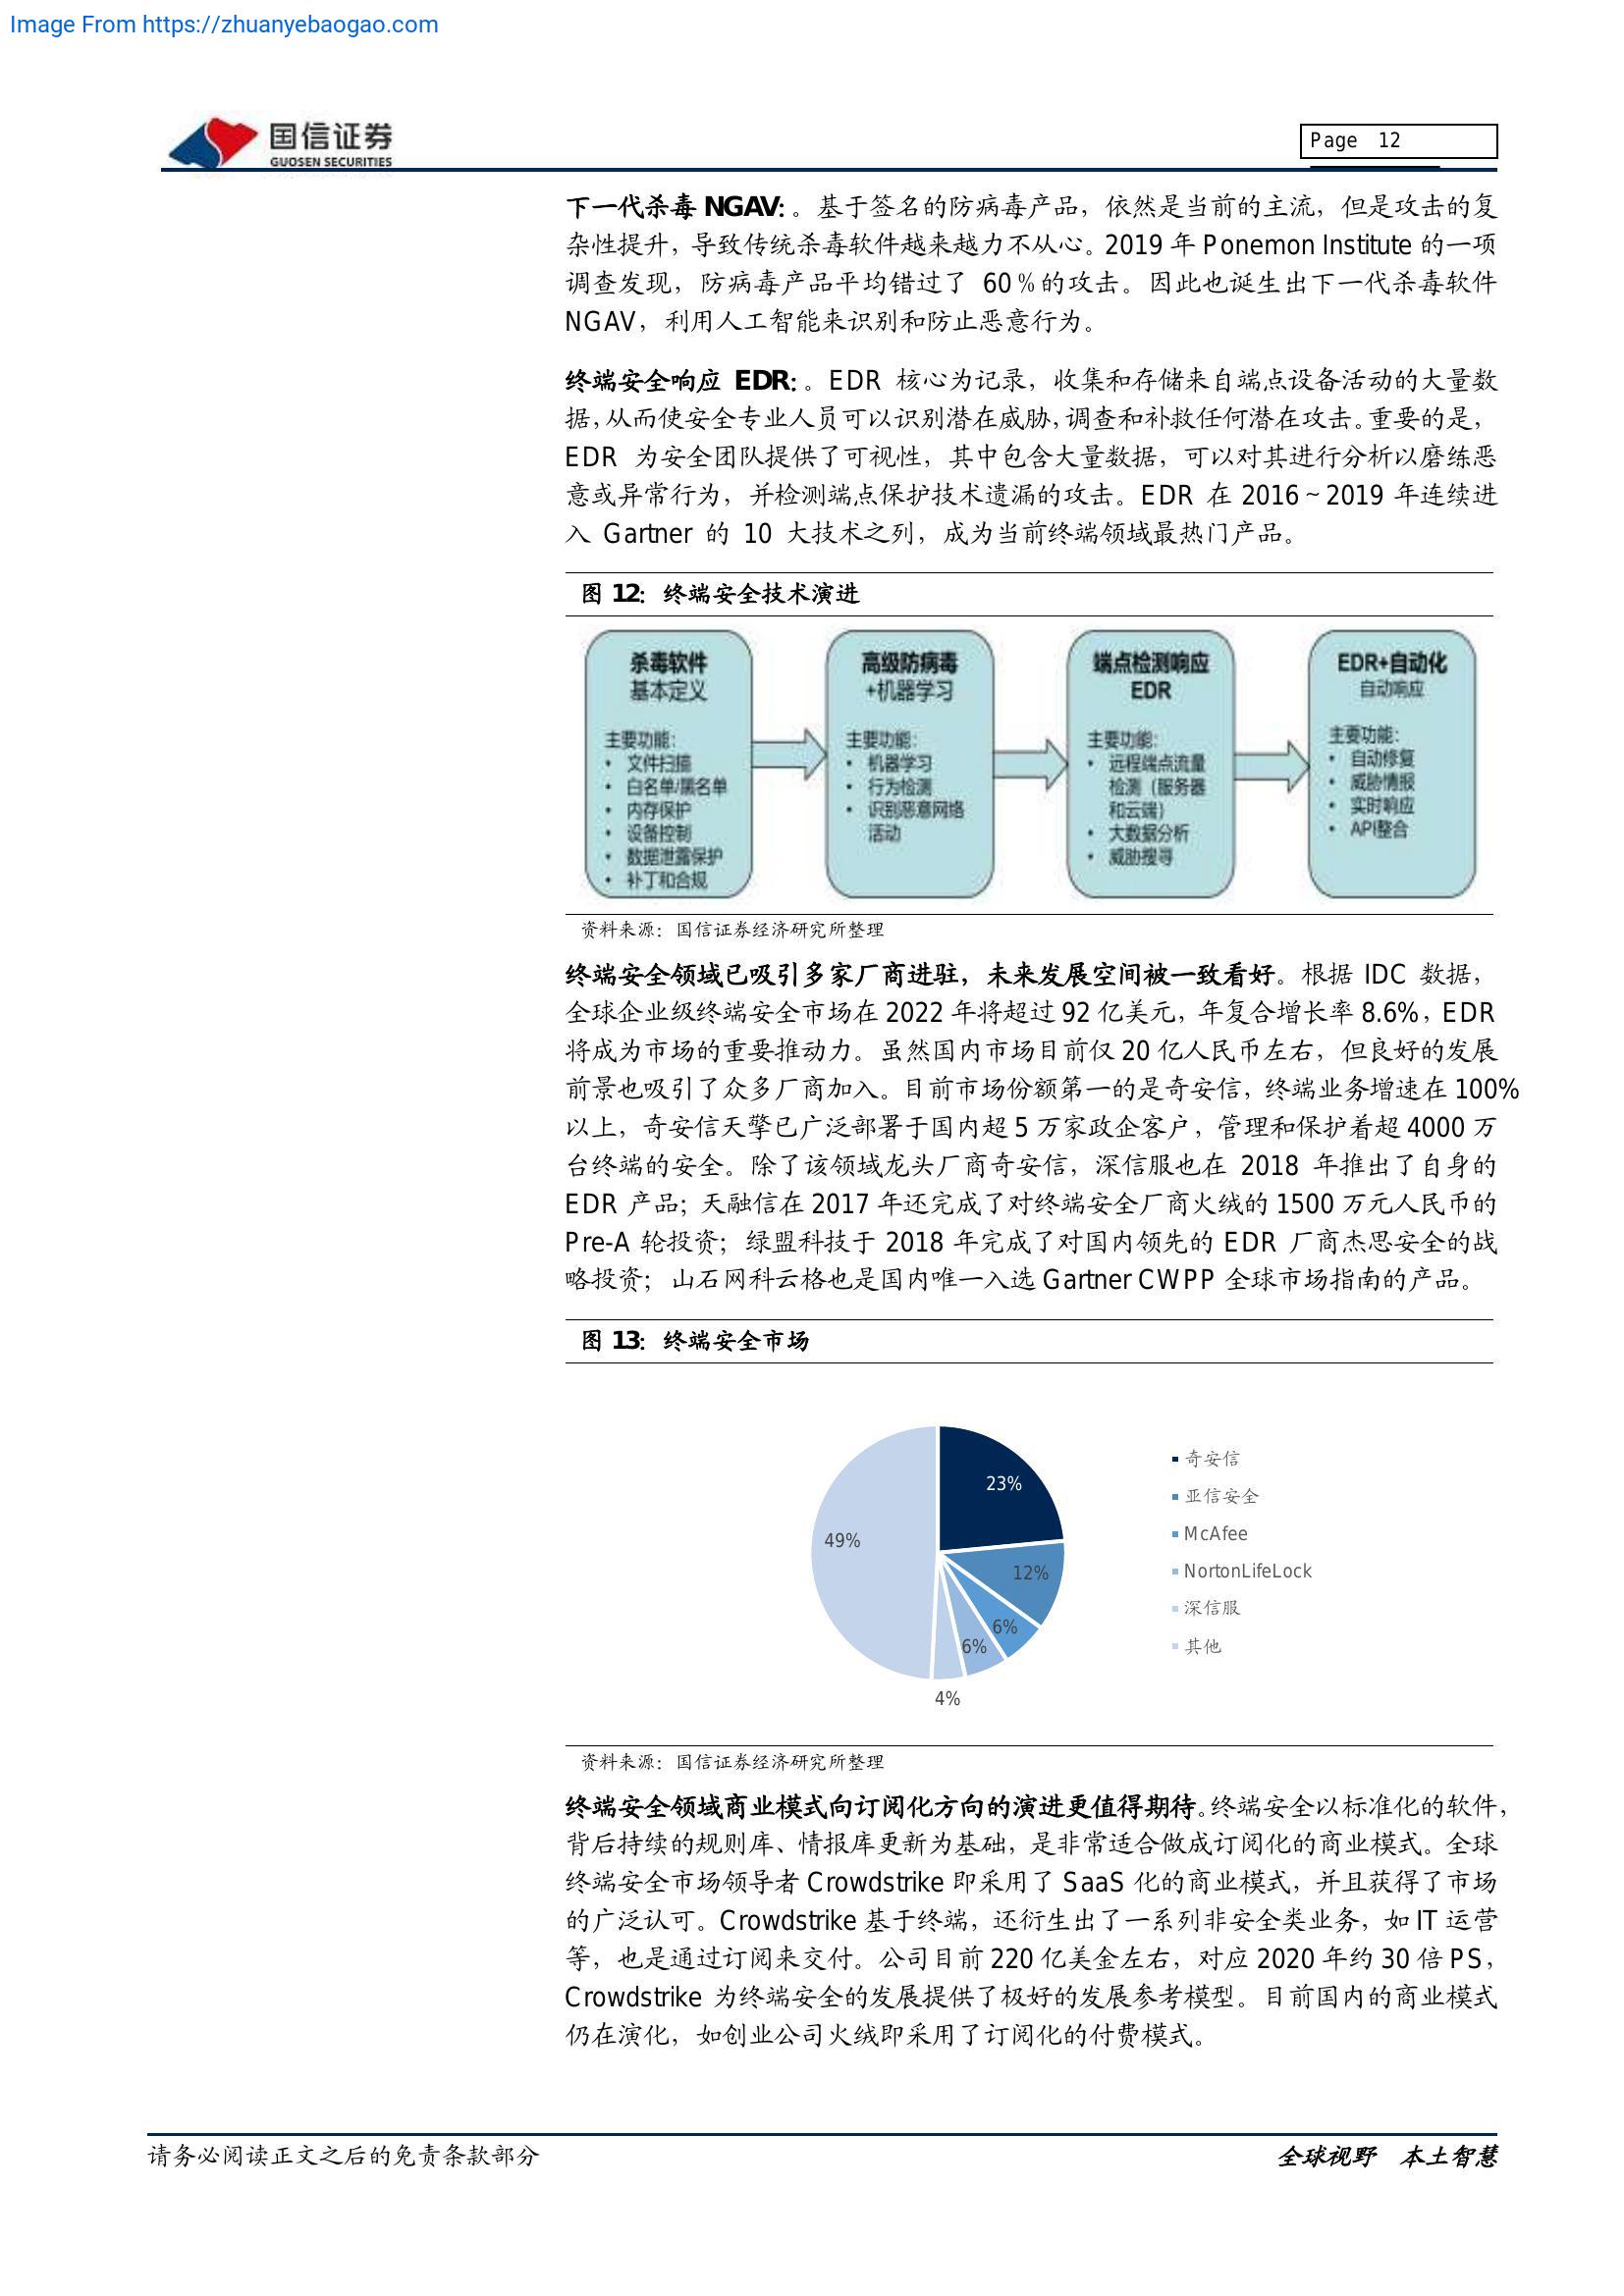 Image From https://zhuanyebaogao.com
国信证券
GUOSEN SECURITIES
Page 12
下一代杀毒 NGAV:。基于签名的防病毒产品，依然是当前的主流，但是攻击的复
杂性提升，导致传统杀毒软件越来越力不从心。2019 年 Ponemon Institute 的一项
调查发现，防病毒产品平均错过了 60％的攻击。因此也诞生出下一代杀毒软件
NGAV，利用人工智能来识别和防止恶意行为。
终端安全响应 EDR:。EDR 核心为记录，收集和存储来自端点设备活动的大量数
据，从而使安全专业人员可以识别潜在威胁，调查和补救任何潜在攻击。重要的是，
EDR 为安全团队提供了可视性，其中包含大量数据，可以对其进行分析以磨练恶
意或异常行为，并检测端点保护技术遗漏的攻击。EDR 在 2016～2019 年连续进
入 Gartner 的 10 大技术之列，成为当前终端领域最热门产品。
图 12：终端安全技术演进
杀毒软件
基本定义
主要功能：
• 文件扫描
• 白名单/黑名单
• 内存保护
• 设备控制
• 数据泄露保护
• 补丁和合规
高级防病毒
+机器学习
主要功能：
• 机器学习
• 行为检测
• 识别恶意网络
活动
端点检测响应
EDR
主要功能：
• 远程端点流量
检测（服务器
和云端）
• 大数据分析
• 威胁搜寻
EDR+自动化
自动响应
主要功能：
• 自动修复
• 威胁情报
• 实时响应
• API整合
资料来源：国信证券经济研究所整理
终端安全领域已吸引多家厂商进驻，未来发展空间被一致看好。根据 IDC 数据，
全球企业级终端安全市场在 2022 年将超过 92 亿美元，年复合增长率 8.6%，EDR
将成为市场的重要推动力。虽然国内市场目前仅 20 亿人民币左右，但良好的发展
前景也吸引了众多厂商加入。目前市场份额第一的是奇安信，终端业务增速在 100%
以上，奇安信天擎已广泛部署于国内超 5 万家政企客户，管理和保护着超 4000 万
台终端的安全。除了该领域龙头厂商奇安信，深信服也在 2018 年推出了自身的
EDR 产品；天融信在 2017 年还完成了对终端安全厂商火绒的 1500 万元人民币的
Pre-A 轮投资；绿盟科技于 2018 年完成了对国内领先的 EDR 厂商杰思安全的战
略投资；山石网科云格也是国内唯一入选 Gartner CWPP 全球市场指南的产品。
图 13：终端安全市场
23%
12%
6%
6%
4%
49%
奇安信
亚信安全
McAfee
NortonLifeLock
深信服
其他
资料来源：国信证券经济研究所整理
终端安全领域商业模式向订阅化方向的演进更值得期待。终端安全以标准化的软件，
背后持续的规则库、情报库更新为基础，是非常适合做成订阅化的商业模式。全球
终端安全市场领导者 Crowdstrike 即采用了 SaaS 化的商业模式，并且获得了市场
的广泛认可。Crowdstrike 基于终端，还衍生出了一系列非安全类业务，如 IT 运营
等，也是通过订阅来交付。公司目前 220 亿美金左右，对应 2020 年约 30 倍 PS，
Crowdstrike 为终端安全的发展提供了极好的发展参考模型。目前国内的商业模式
仍在演化，如创业公司火绒即采用了订阅化的付费模式。
请务必阅读正文之后的免责条款部分
全球视野 本土智慧